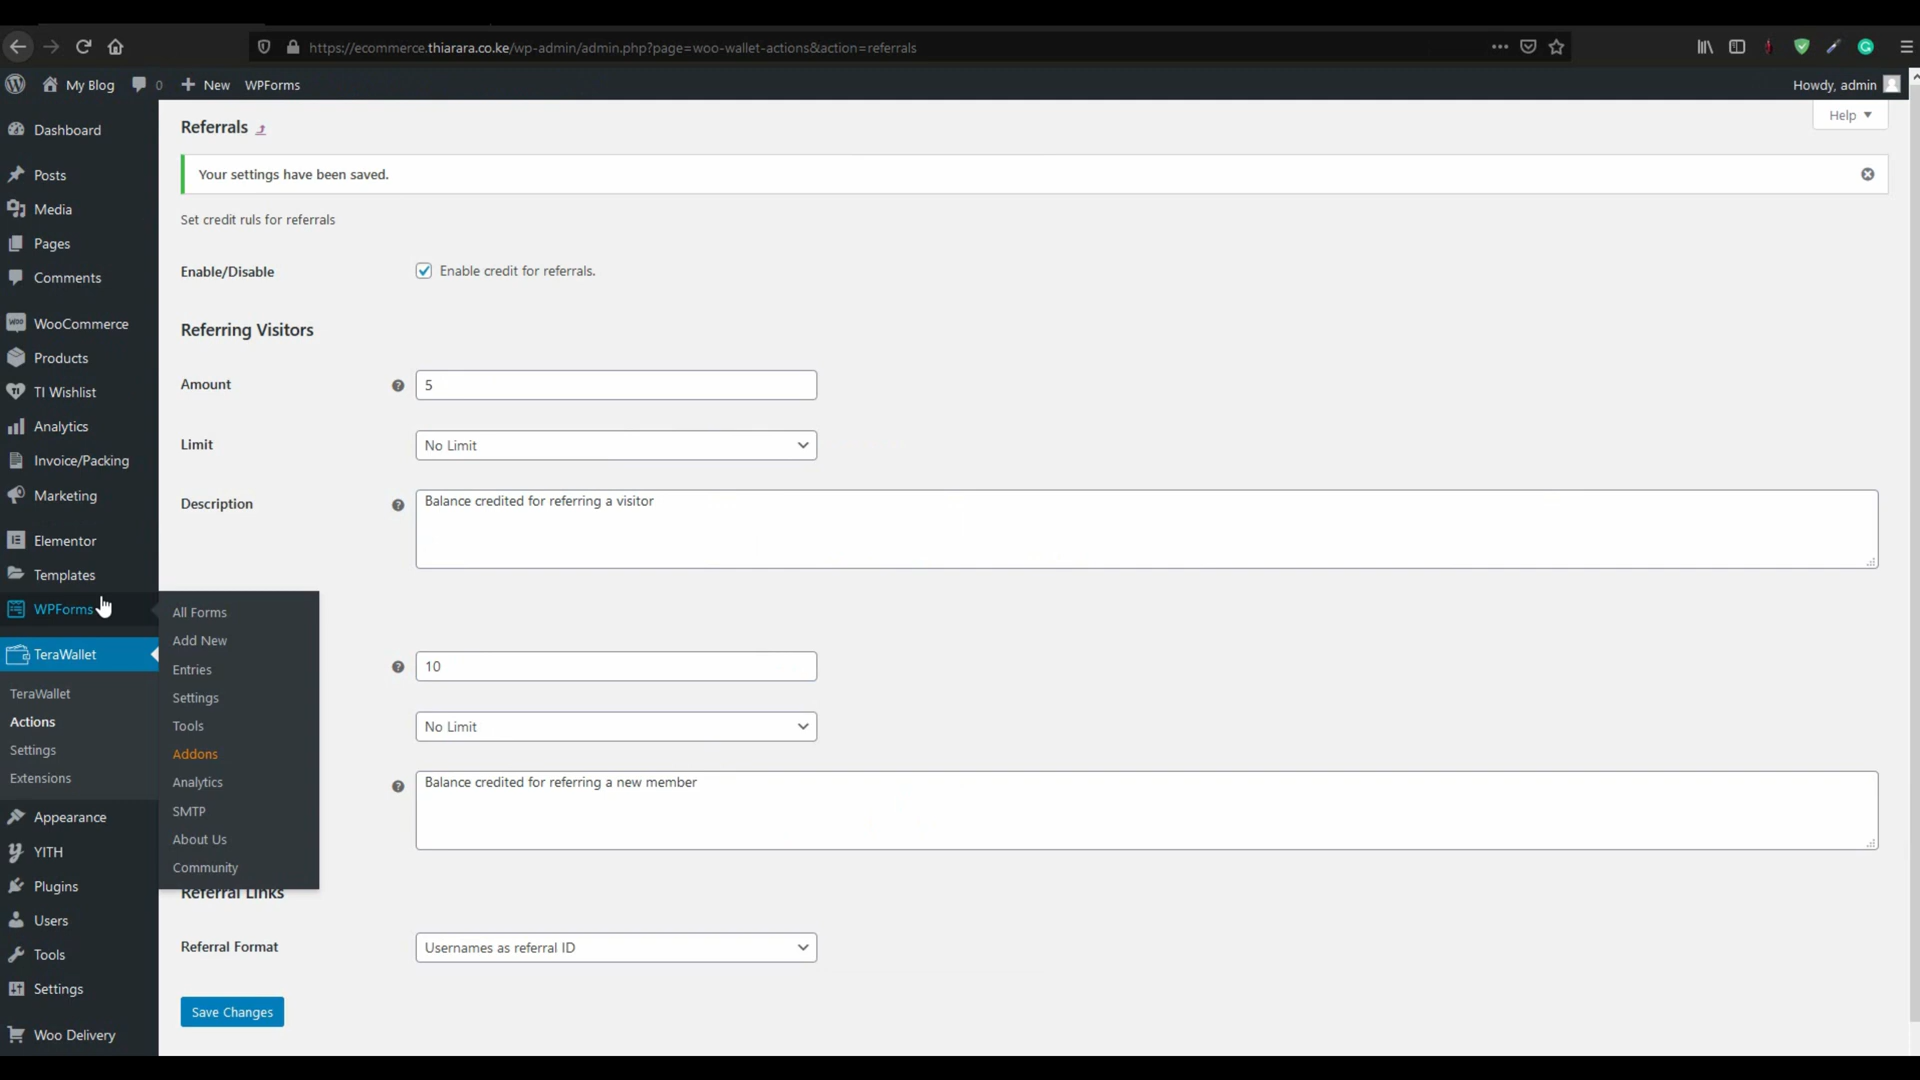 https://ecommerce.thiarara.co.ke/wp-admin/admin.php?page=woo-wallet-actions&action=referrals
My Blog
0
New
WPForms
Howdy, admin
Dashboard
Posts
Media
Pages
Comments
WooCommerce
Products
TI Wishlist
Analytics
Invoice/Packing
Marketing
Elementor
Templates
WPForms
TeraWallet
TeraWallet
Actions
Settings
Extensions
Appearance
YITH
Plugins
Users
Tools
Settings
Woo Delivery
All Forms
Add New
Entries
Settings
Tools
Addons
Analytics
SMTP
About Us
Community
Help
Referrals
Your settings have been saved.
Set credit ruls for referrals
Enable/Disable
Enable credit for referrals.
Referring Visitors
Amount
5
Limit
No Limit
Description
Balance credited for referring a visitor
10
No Limit
Balance credited for referring a new member
Referral Links
Referral Format
Usernames as referral ID
Save Changes